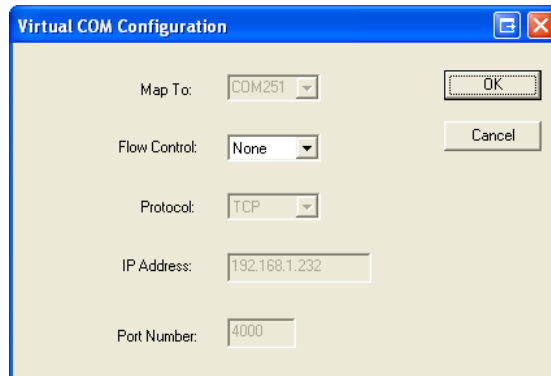 Virtual COM Configuration
Map To: COM251 OK
Flow Control: None Cancel
Protocol: TCP
IP Address: 192.168.1.232
Port Number: 4000